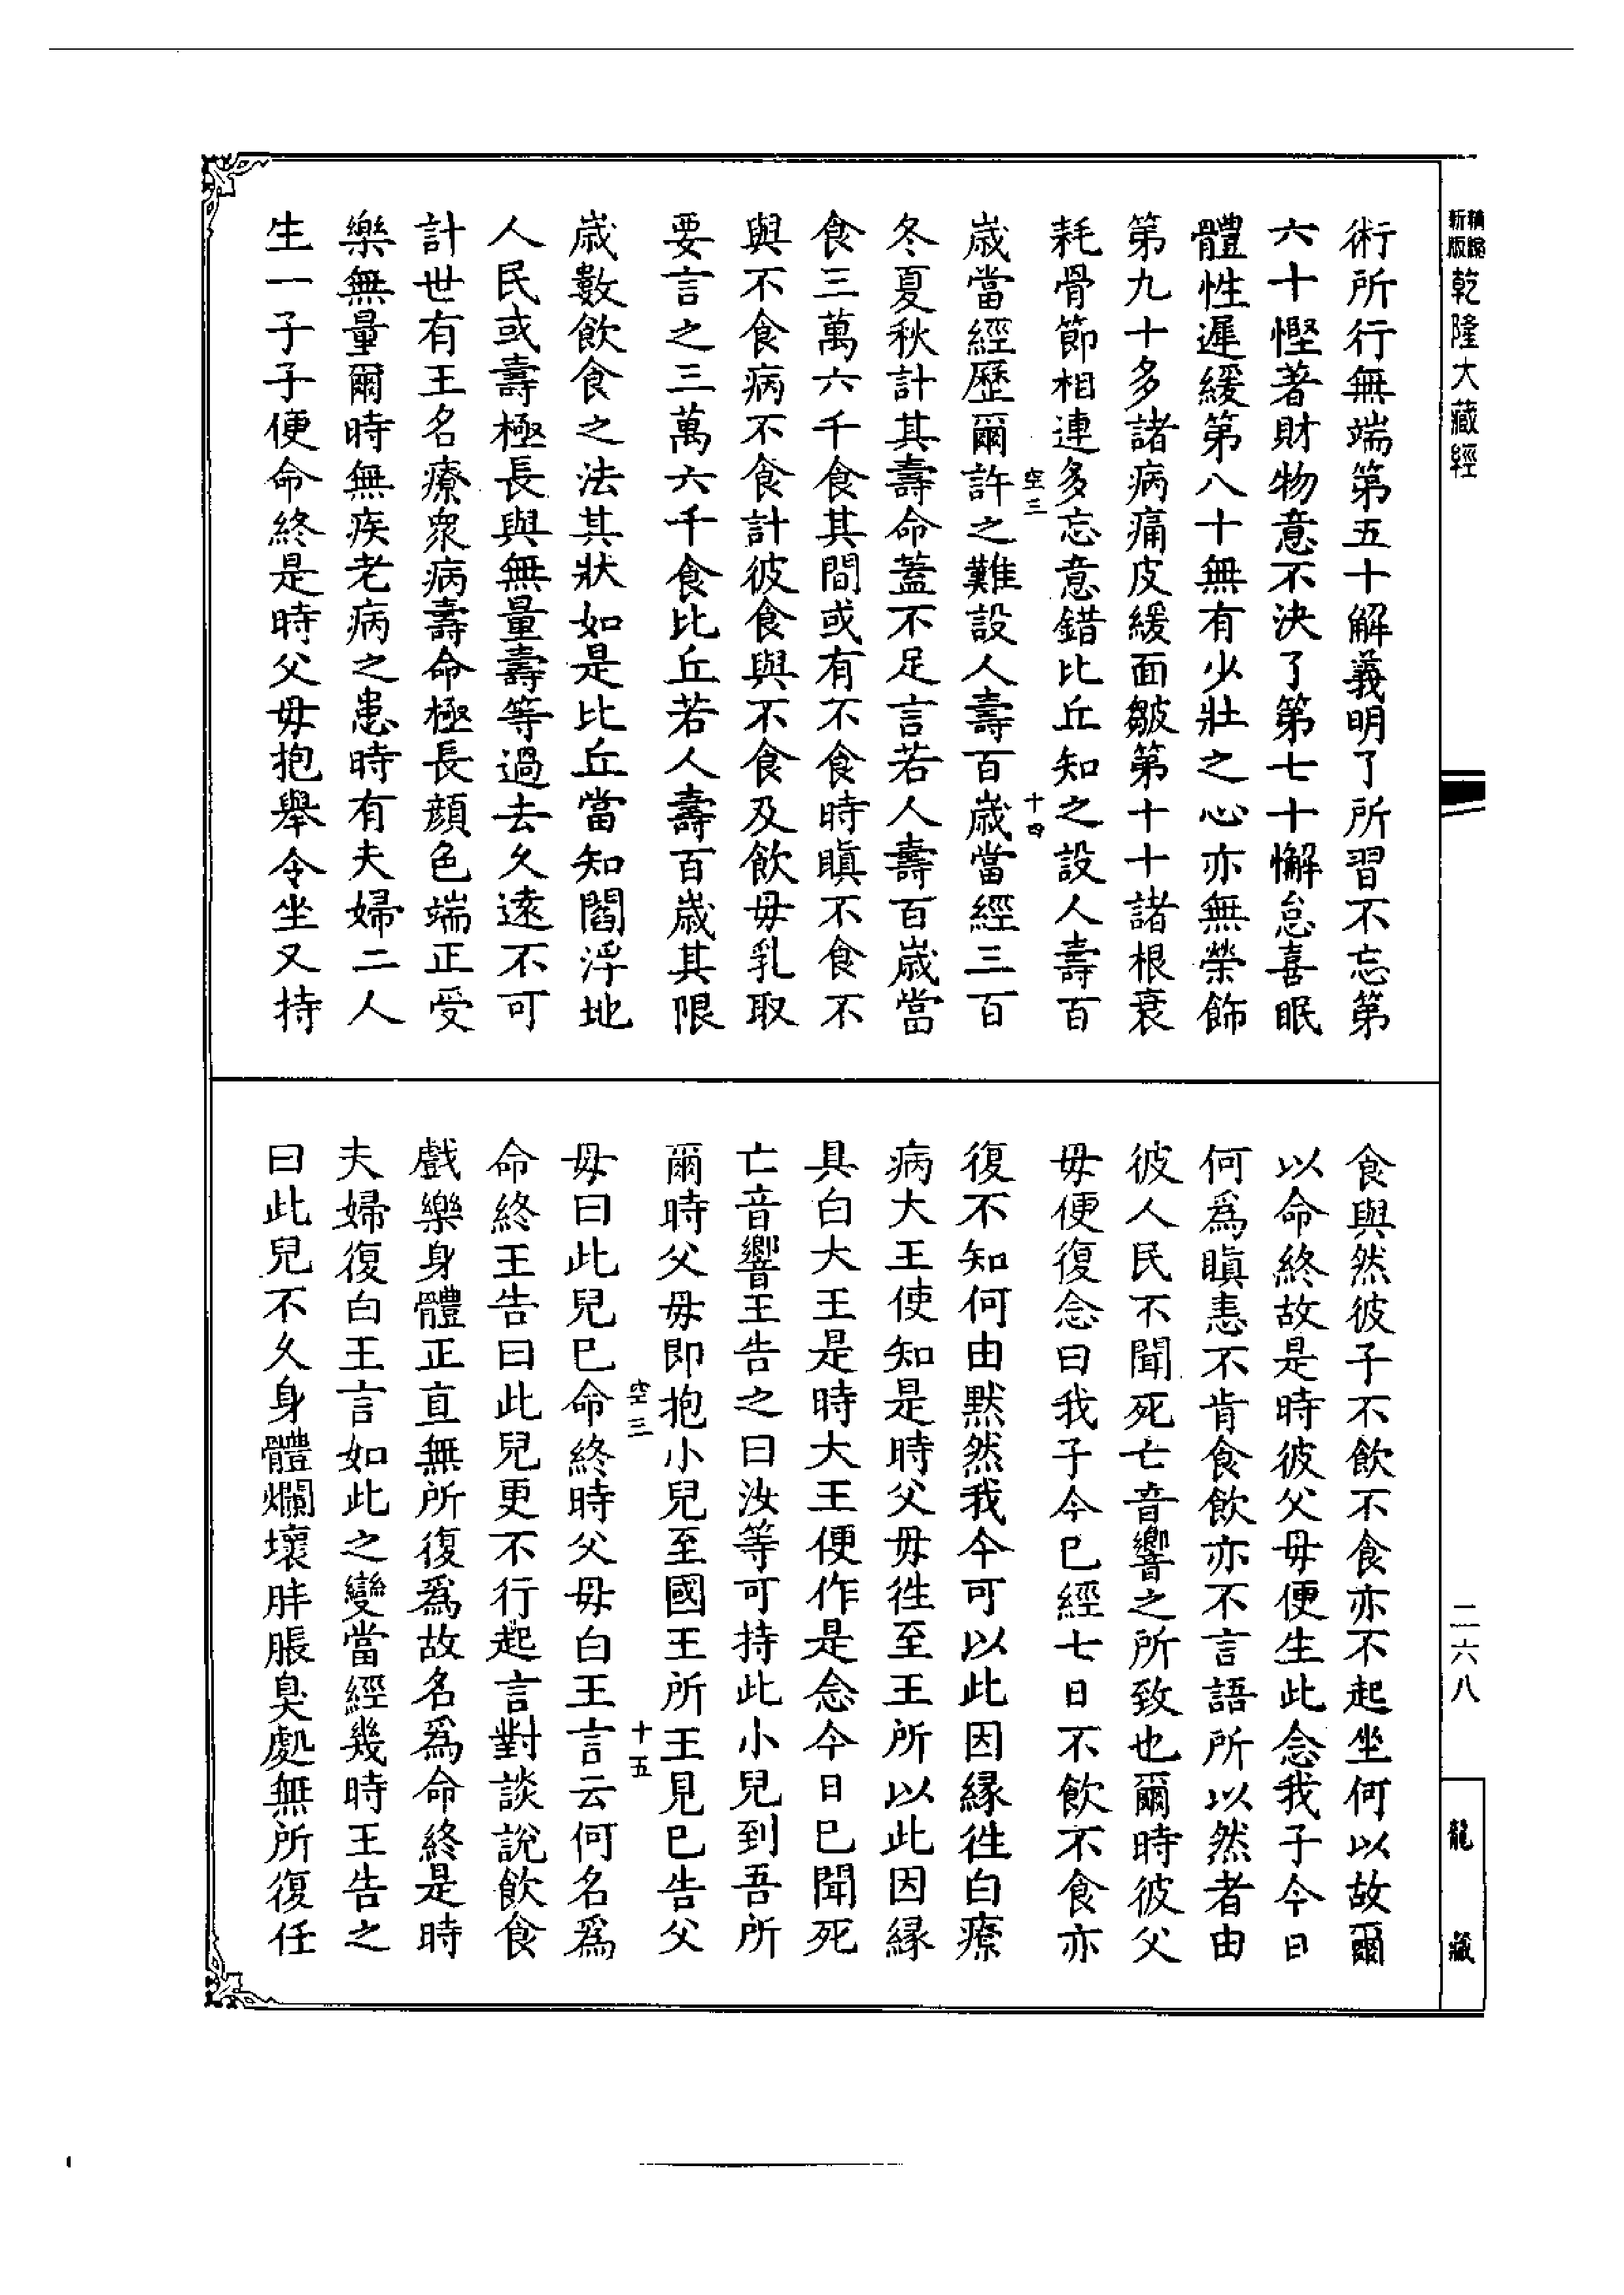 新版
精縮
乾隆大藏經
二六八
龍藏
術所行無端第五十解義明了所習不忘第
六十慳著財物意不決了第七十懈怠喜眠
體性遲緩第八十無有少壯之心亦無榮飾
第九十多諸病痛皮緩面皺第十十諸根衰
耗骨節相連多忘意錯比丘知之設人壽百
空三
十四
歲當經歷爾許之難設人壽百歲當經三百
冬夏秋計其壽命蓋不足言若人壽百歲當
食三萬六千食其間或有不食時瞋不食不
與不食病不食計彼食與不食及飲母乳取
要言之三萬六千食比丘若人壽百歲其限
歲數飲食之法其狀如是比丘當知閻浮地
人民或壽極長與無量壽等過去久遠不可
計世有王名療眾病壽命極長顏色端正受
樂無量爾時無疾老病之患時有夫婦二人
生一子子便命終是時父母抱舉令坐又持
食與然彼子不飲不食亦不起坐何以故爾
以命終故是時彼父母便生此念我子今日
何為瞋恚不肯食飲亦不言語所以然者由
彼人民不聞死亡音響之所致也爾時彼父
母便復念曰我子今已經七日不飲不食亦
復不知何由默然我今可以此因緣往白療
病大王使知是時父母往至王所以此因緣
具白大王是時大王便作是念今日已聞死
亡音響王告之曰汝等可持此小兒到吾所
爾時父母即抱小兒至國王所王見已告父
空三
十五
母曰此兒已命終時父母白王言云何名為
命終王告曰此兒更不行起言對談說飲食
戲樂身體正直無所復為故名為命終是時
夫婦復白王言如此之變當經幾時王告之
曰此兒不久身體爛壞胖脹臭處無所復任